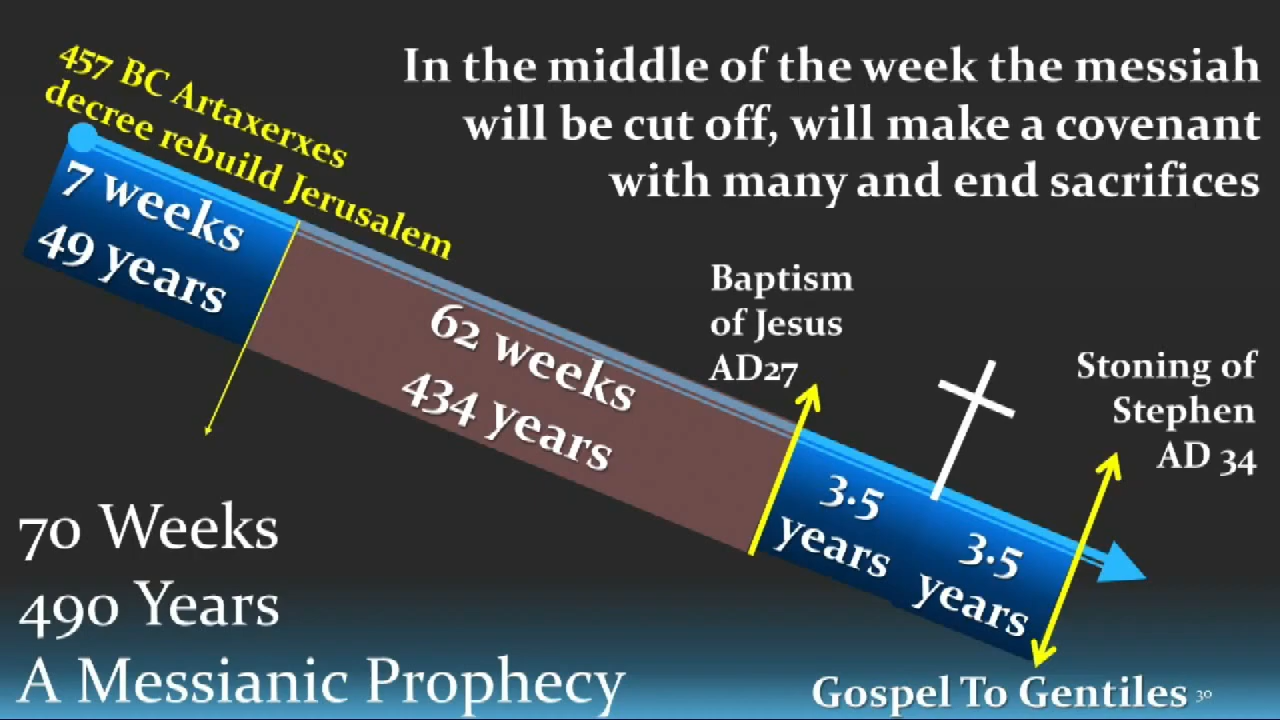 457 BC Artaxerxes
decree rebuild Jerusalem
In the middle of the week the messiah
will be cut off, will make a covenant
with many and end sacrifices
7 weeks
49 years
62 weeks
434 years
Baptism
of Jesus
AD27
Stoning of
Stephen
AD 34
3.5
years
3.5
years
70 Weeks
490 Years
A Messianic Prophecy
Gospel To Gentiles
30